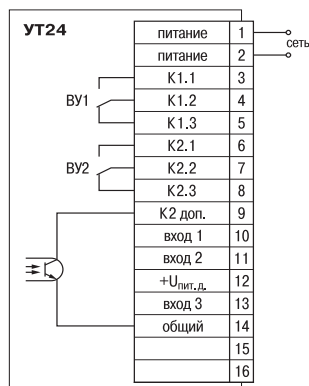 УТ24
питание 1
питание 2
сеть
К1.1 3
ВУ1 К1.2 4
К1.3 5
К2.1 6
ВУ2 К2.2 7
К2.3 8
К2 доп. 9
вход 1 10
вход 2 11
+Uпит.д. 12
вход 3 13
общий 14
15
16